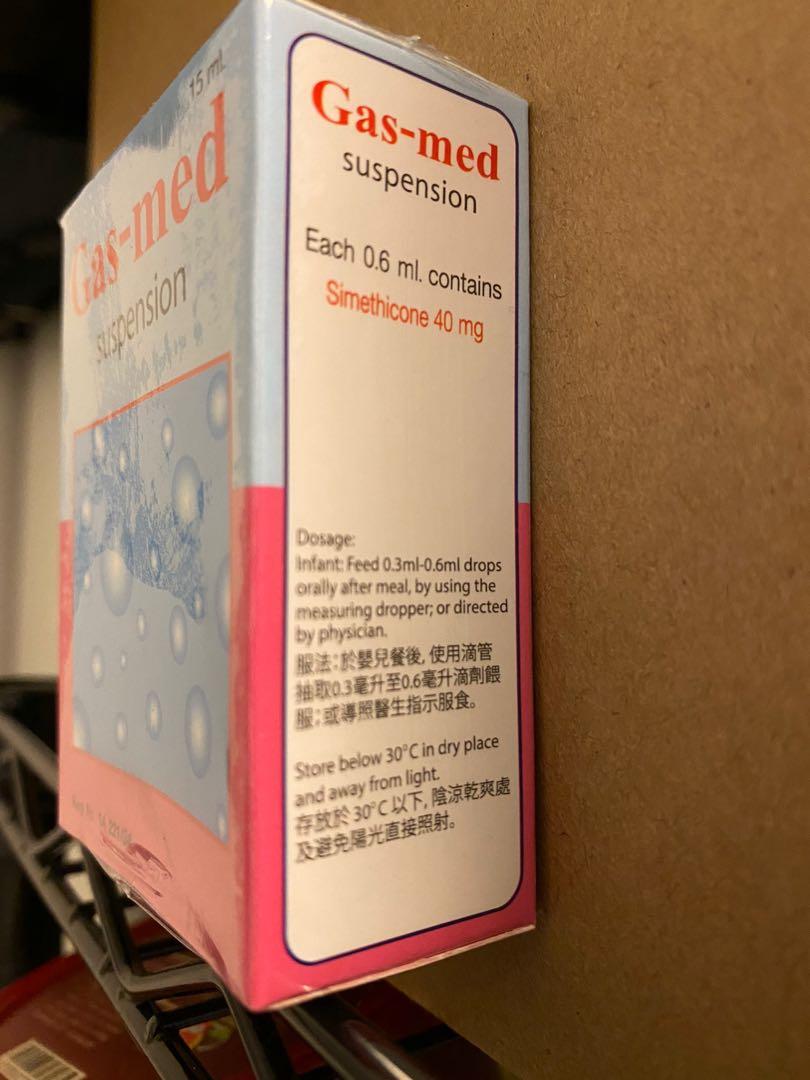 15 mL
Gas-med
suspension
Gas-med
suspension
Each 0.6 ml. contains
Simethicone 40 mg
Dosage:
Infant: Feed 0.3ml-0.6ml drops
orally after meal, by using the
measuring dropper; or directed
by physician.
服法：於嬰兒餐後, 使用滴管
抽取0.3毫升至0.6毫升滴劑餵
服；或導照醫生指示服食。
Store below 30°C in dry place
and away from light.
存放於 30°C 以下, 陰涼乾爽處
及避免陽光直接照射。